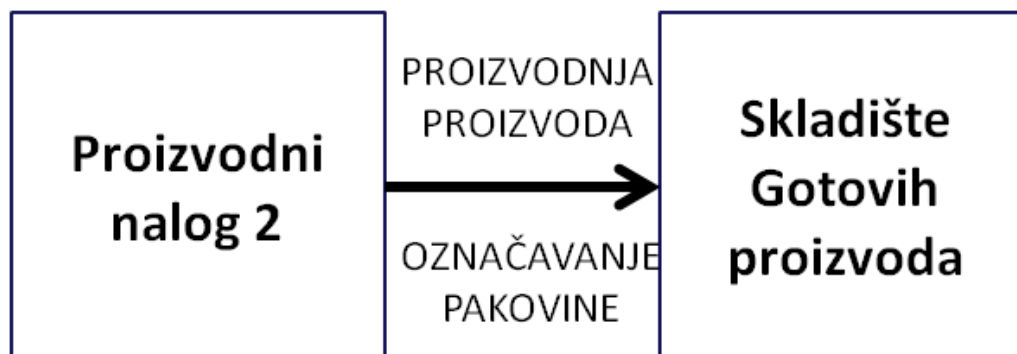 Proizvodni
nalog 2
PROIZVODNJA
PROIZVODA
OZNAČAVANJE
PAKOVINE
Skladište
Gotovih
proizvoda